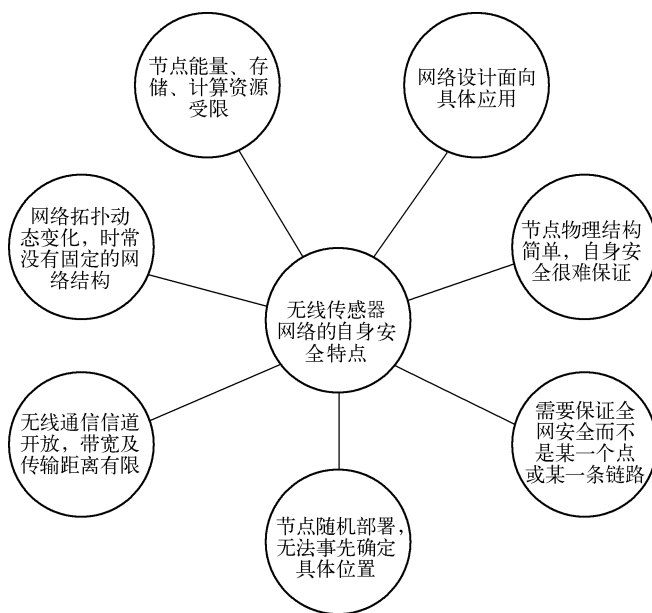 节点能量、存
储、计算资源
受限
网络设计面向
具体应用
网络拓扑动
态变化，时常
没有固定的网
络结构
节点物理结构
简单，自身安
全很难保证
无线传感器
网络的自身安
全特点
无线通信信道
开放，带宽及
传输距离有限
需要保证全
网安全而不
是某一个点
或某一条链路
节点随机部署，
无法事先确定
具体位置